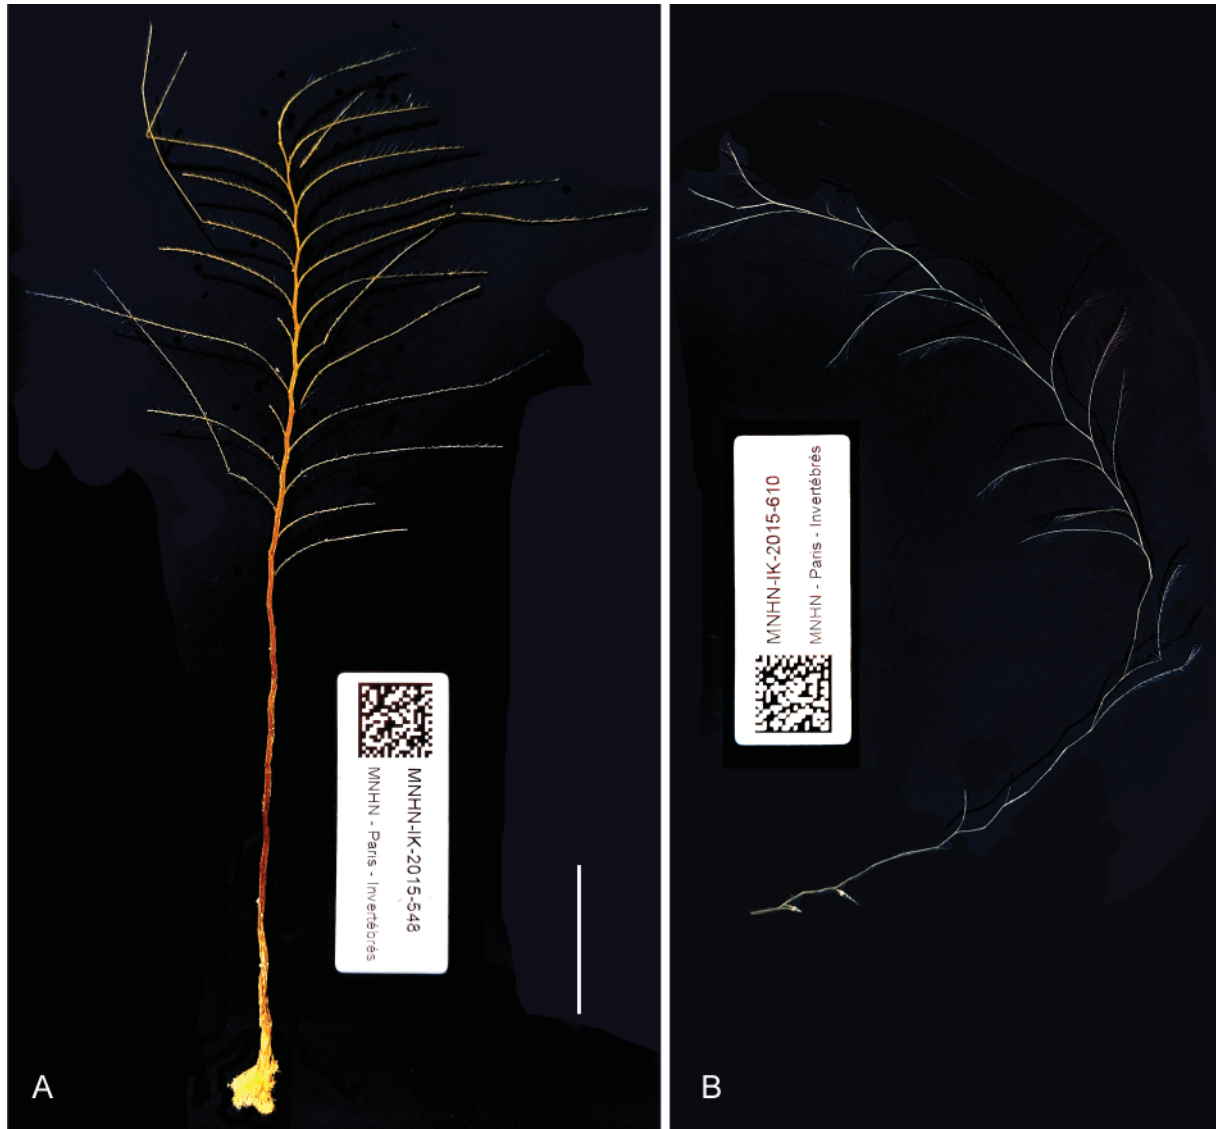 MNHN-IK-2015-548
MNHN - Paris - Invertébrés
A
MNHN-IK-2015-610
MNHN - Paris - Invertébrés
B